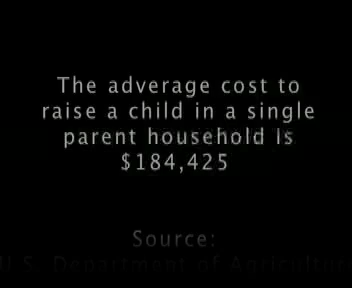 The adverage cost to
raise a child in a single
parent household is
$184,425
Source:
U.S. Department of Agriculture